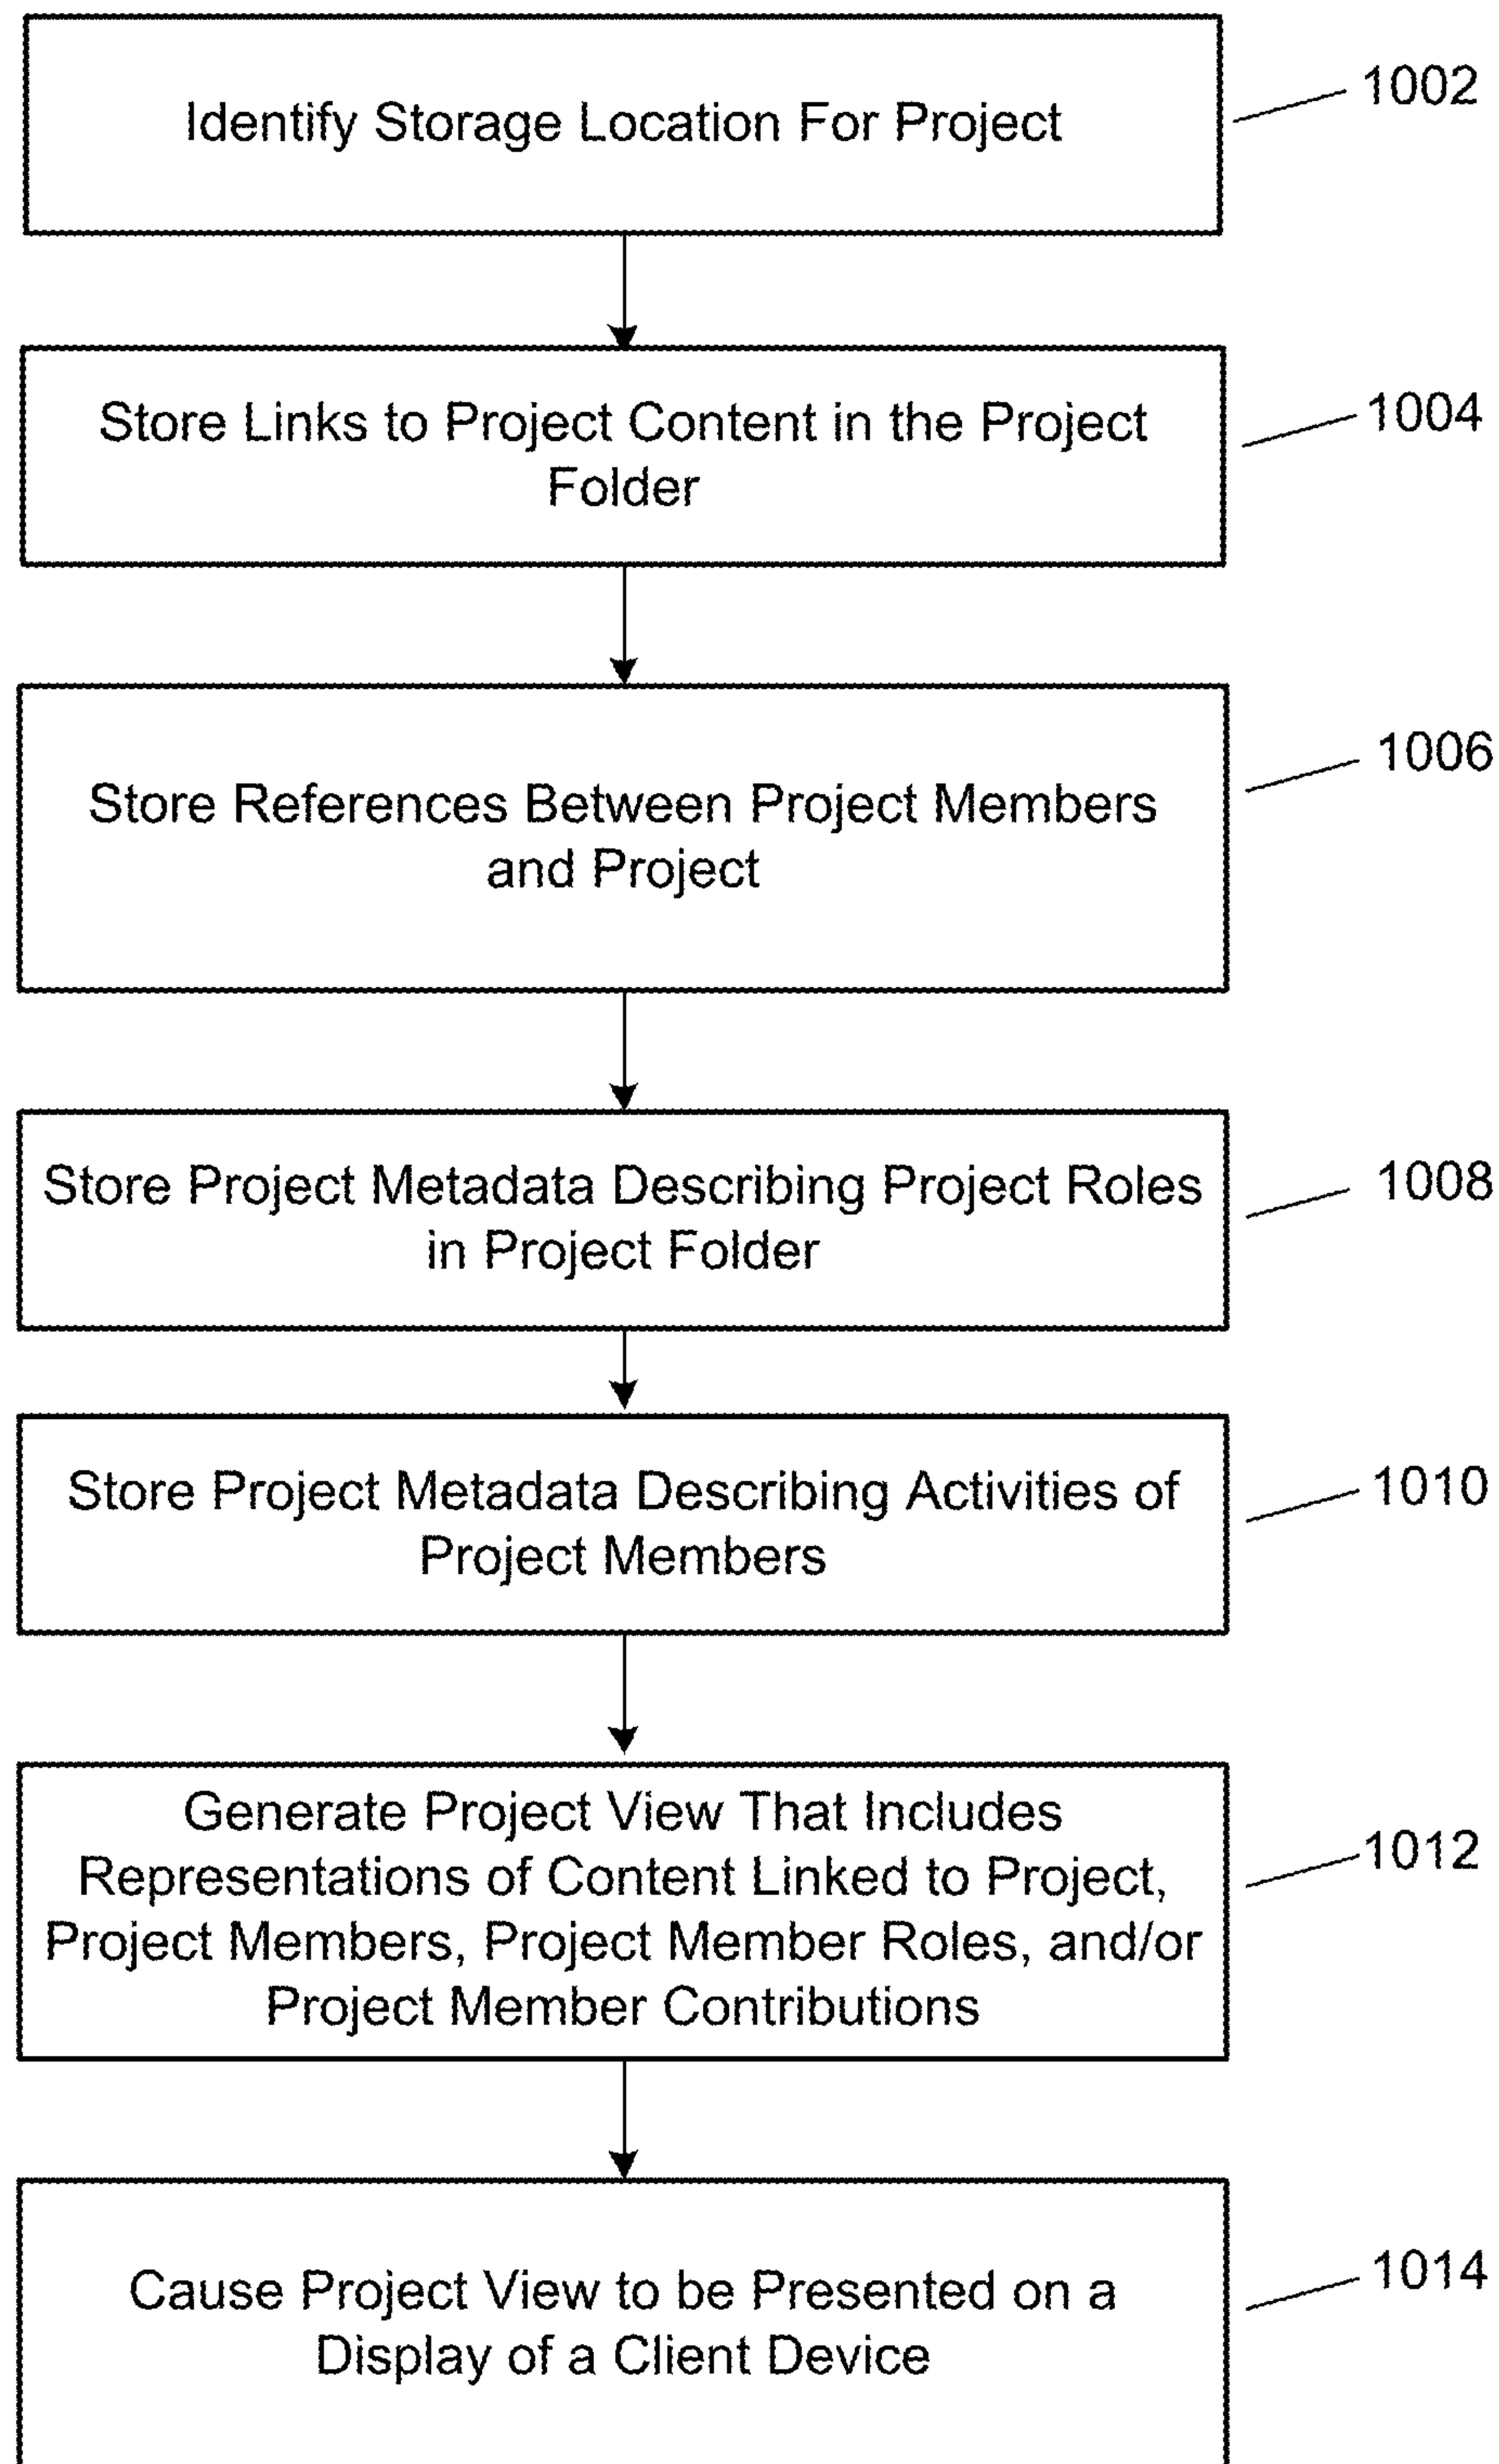 Identify Storage Location For Project
1002
Store Links to Project Content in the Project
Folder
1004
Store References Between Project Members
and Project
1006
Store Project Metadata Describing Project Roles
in Project Folder
1008
Store Project Metadata Describing Activities of
Project Members
1010
Generate Project View That Includes
Representations of Content Linked to Project,
Project Members, Project Member Roles, and/or
Project Member Contributions
1012
Cause Project View to be Presented on a
Display of a Client Device
1014